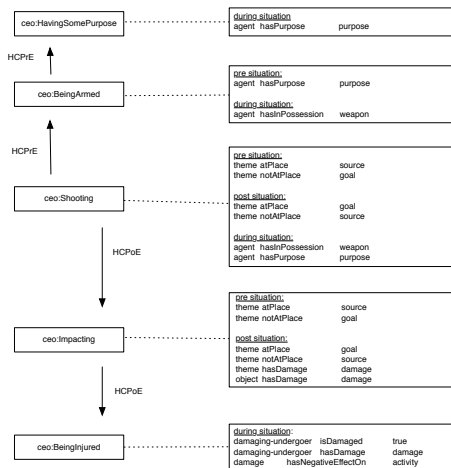 ceo:HavingSomePurpose
during situation
agent hasPurpose purpose
HCPrE
ceo:BeingArmed
pre situation:
agent hasPurpose purpose
during situation:
agent hasInPossession weapon
HCPrE
ceo:Shooting
pre situation:
theme atPlace source
theme notAtPlace goal
post situation:
theme atPlace goal
theme notAtPlace source
during situation:
agent hasInPossession weapon
agent hasPurpose purpose
HCPoE
ceo:Impacting
pre situation:
theme atPlace source
theme notAtPlace goal
post situation:
theme atPlace goal
theme notAtPlace source
theme hasDamage damage
object hasDamage damage
HCPoE
ceo:BeingInjured
during situation:
damaging-undergoer isDamaged true
damaging-undergoer hasDamage damage
damage hasNegativeEffectOn activity